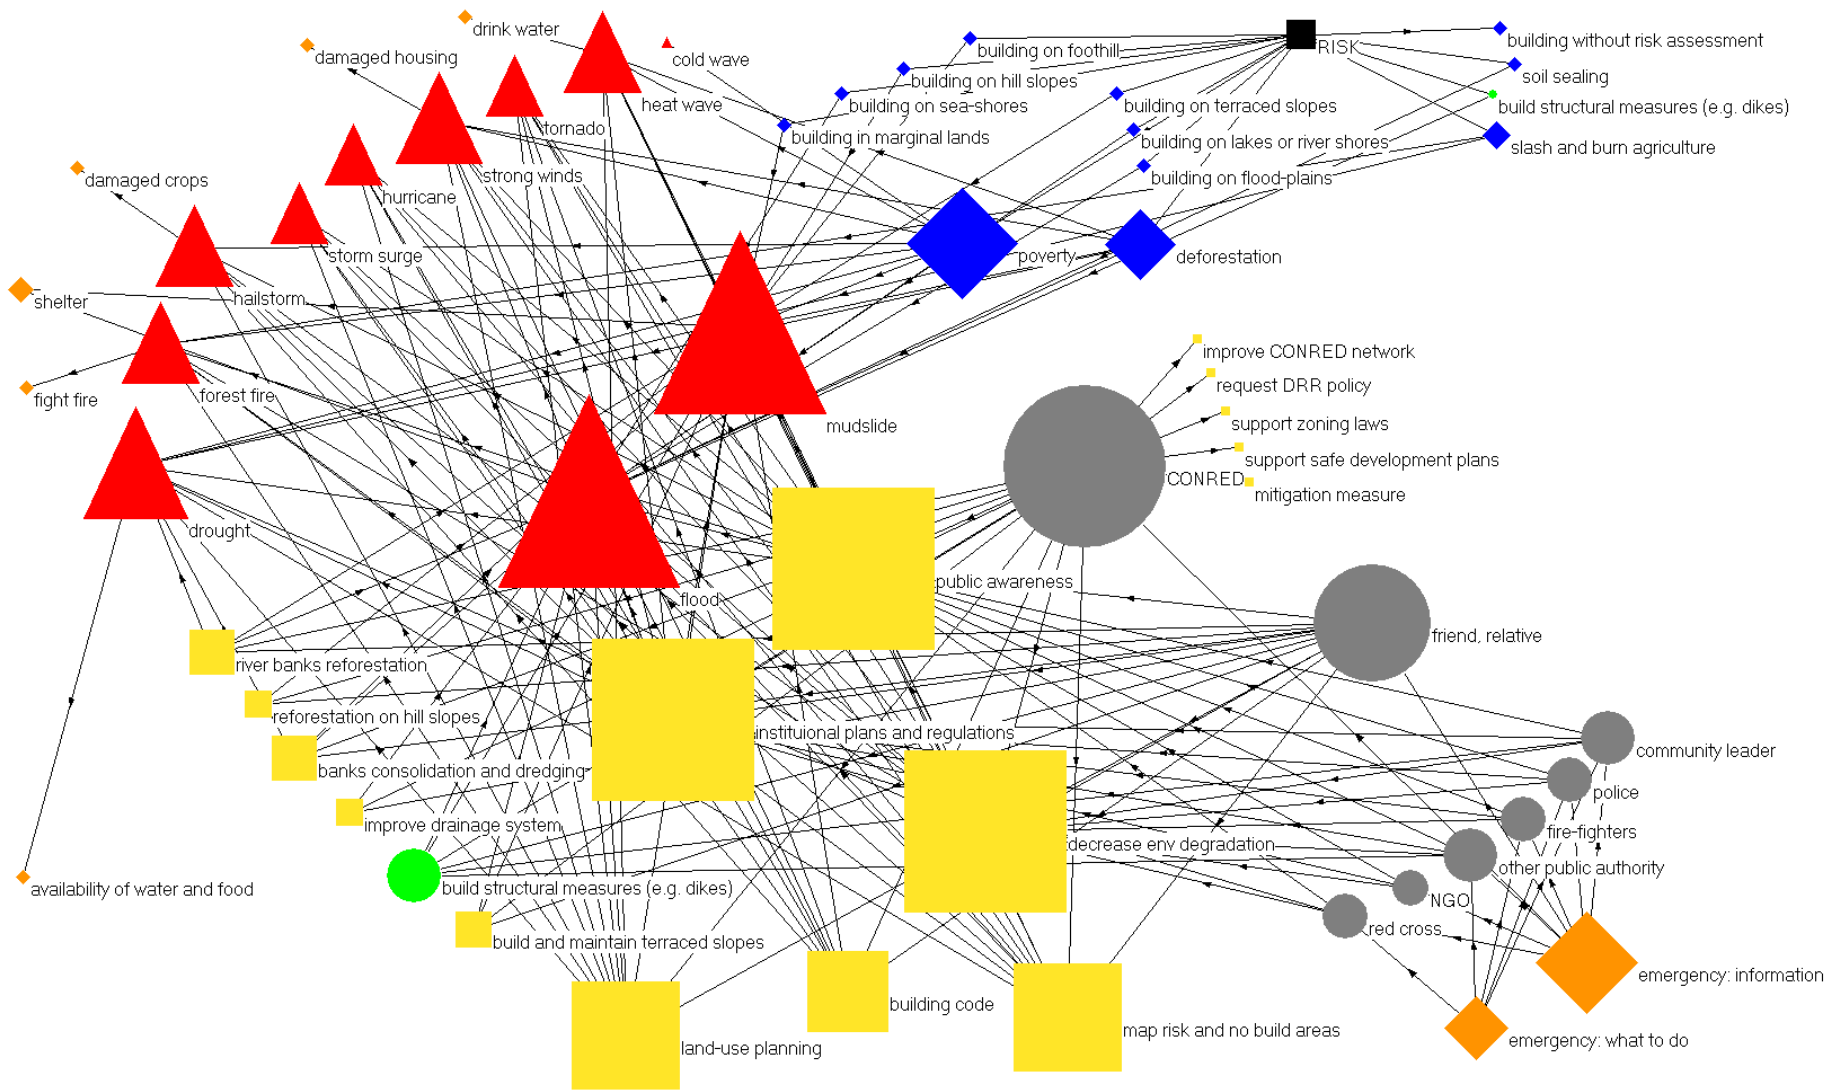 drink water
RISK
building without risk assessment
damaged housing
cold wave
building on foothill
building on hill slopes
soil sealing
heat wave
building on sea-shores
building on terraced slopes
build structural measures (e.g. dikes)
tornado
building in marginal lands
building on lakes or river shores
slash and burn agriculture
damaged crops
strong winds
building on flood-plains
hurricane
storm surge
poverty
deforestation
shelter
hailstorm
improve CONRED network
request DRR policy
fight fire
forest fire
support zoning laws
mudslide
support safe development plans
CONRED
mitigation measure
drought
public awareness
flood
friend, relative
river banks reforestation
reforestation on hill slopes
instituional plans and regulations
community leader
banks consolidation and dredging
police
improve drainage system
fire-fighters
decrease env degradation
other public authority
availability of water and food
build structural measures (e.g. dikes)
NGO
red cross
build and maintain terraced slopes
emergency: information
building code
map risk and no build areas
emergency: what to do
land-use planning